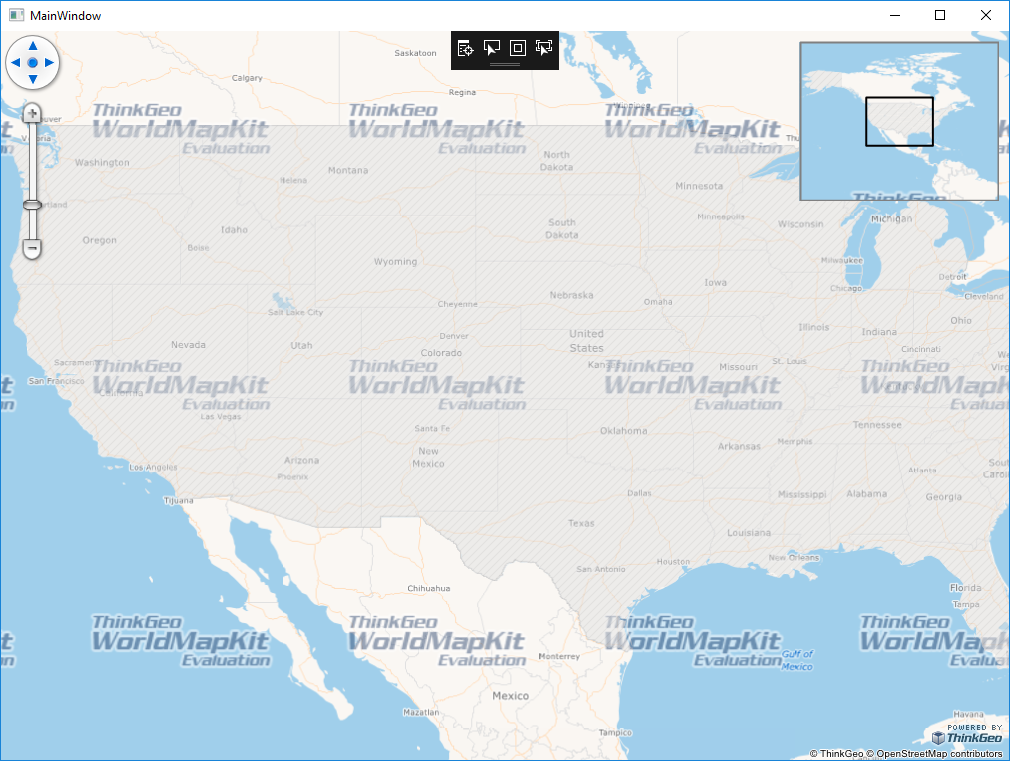 MainWindow
Saskatoon
Calgary
Regina
Winnipeg
ThinkGeo
WorldMapKit
Evaluation
ThinkGeo
WorldMapKit
Evaluation
ThinkGeo
WorldMapKit
Evaluation
ThinkGeo
Victoria
Washington
Montana
North
Dakota
Helena
Minnesota
Minneapolis
Portland
Oregon
Idaho
Boise
South
Dakota
Wisconsin
Michigan
Wyoming
Milwaukee
Detroit
Iowa
Chicago
Cleveland
Nebraska
Omaha
Cheyenne
Salt Lake City
Illinois
Indiana
Ohio
Denver
United
States
Nevada
Utah
Colorado
Cincinnati
Sacramento
St. Louis
Kansas
Missouri
ThinkGeo
WorldMapKit
Evaluation
ThinkGeo
WorldMapKit
Evaluation
ThinkGeo
WorldMapKit
Evaluation
ThinkGeo
WorldMapKit
San Francisco
California
Las Vegas
Santa Fe
Oklahoma
Tennessee
Memphis
Arkansas
Arizona
New
Mexico
Phoenix
Los Angeles
Atlanta
Tijuana
Dallas
Mississippi
Alabama
Georgia
Texas
Louisiana
New Orleans
Houston
San Antonio
Chihuahua
Florida
Tampa
ThinkGeo
WorldMapKit
Evaluation
ThinkGeo
WorldMapKit
Evaluation
ThinkGeo
WorldMapKit
Evaluation
ThinkGeo
WorldMapKit
Monterrey
Gulf of
Mexico
Mexico
Mazatlan
Tampico
Havana
POWERED BY
ThinkGeo
© ThinkGeo © OpenStreetMap contributors